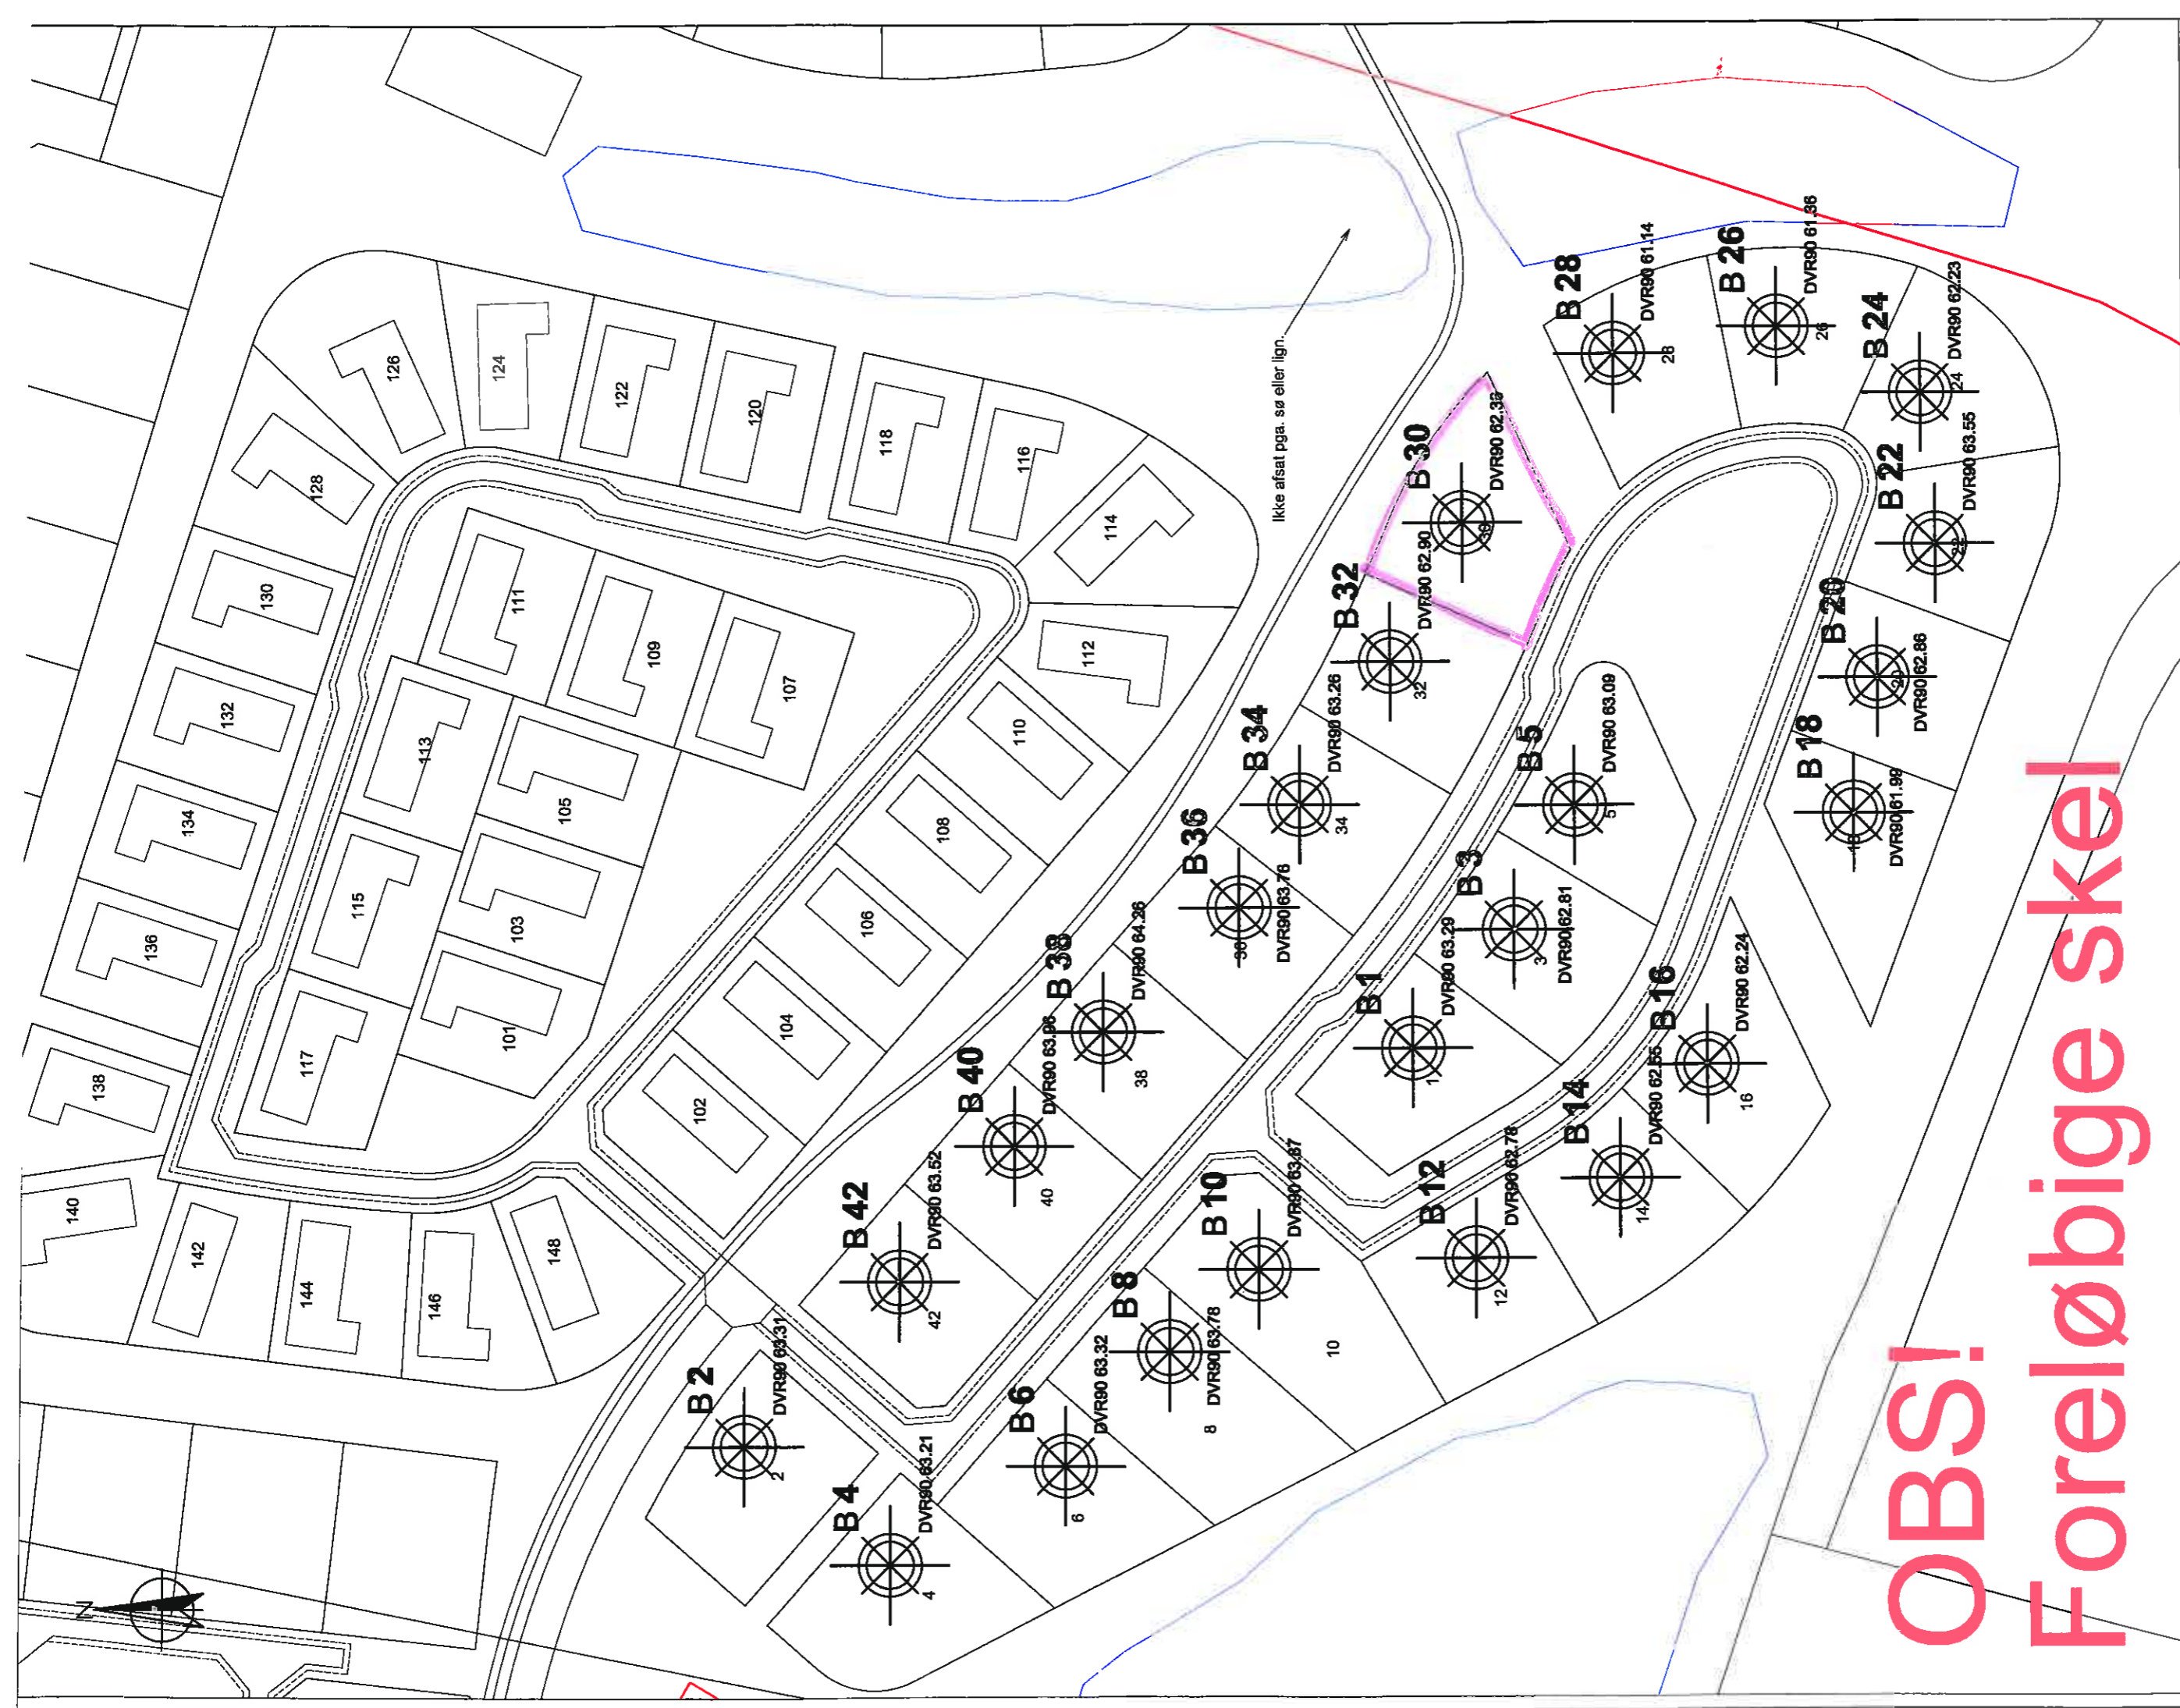 N
140
138
136
134
132
130
128
126
124
122
120
118
116
114
112
110
108
106
104
102
142
144
146
148
117
115
113
111
109
107
105
103
101
Ikke afsat pga. sø eller lign.
B 2
DVR90 63.31
2
B 4
DVR90 63.21
4
B 6
DVR90 63.32
6
B 8
DVR90 63.78
8
B 10
DVR90 63.87
10
B 12
DVR90 62.78
12
B 14
DVR90 62.55
14
B 16
DVR90 62.24
16
B 18
DVR90 61.99
18
B 20
DVR90 62.86
20
B 22
DVR90 63.55
22
B 24
DVR90 62.23
24
B 26
DVR90 61.36
26
B 28
DVR90 61.14
28
B 30
DVR90 62.33
30
B 32
DVR90 62.90
32
B 34
DVR90 63.26
34
B 36
DVR90 63.76
36
B 38
DVR90 64.26
38
B 40
DVR90 63.96
40
B 42
DVR90 63.52
42
B 1
DVR90 63.29
1
B 3
DVR90 62.81
3
B 5
DVR90 63.09
5
OBS!
Foreløbige skel